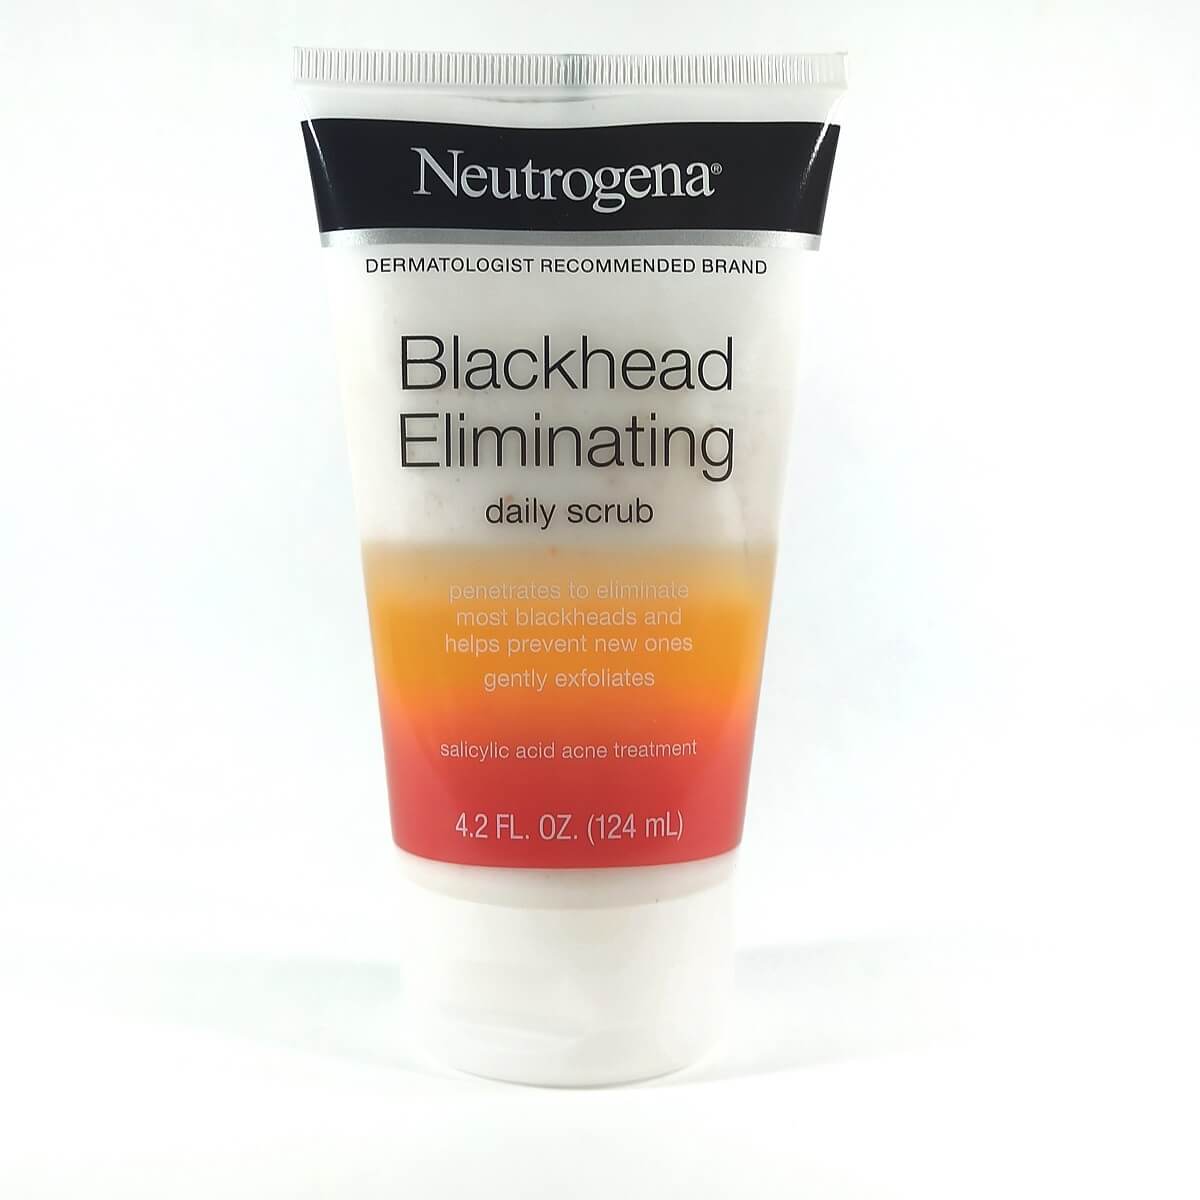 Neutrogena®
DERMATOLOGIST RECOMMENDED BRAND
Blackhead
Eliminating
daily scrub
penetrates to eliminate
most blackheads and
helps prevent new ones
gently exfoliates
salicylic acid acne treatment
4.2 FL. OZ. (124 mL)